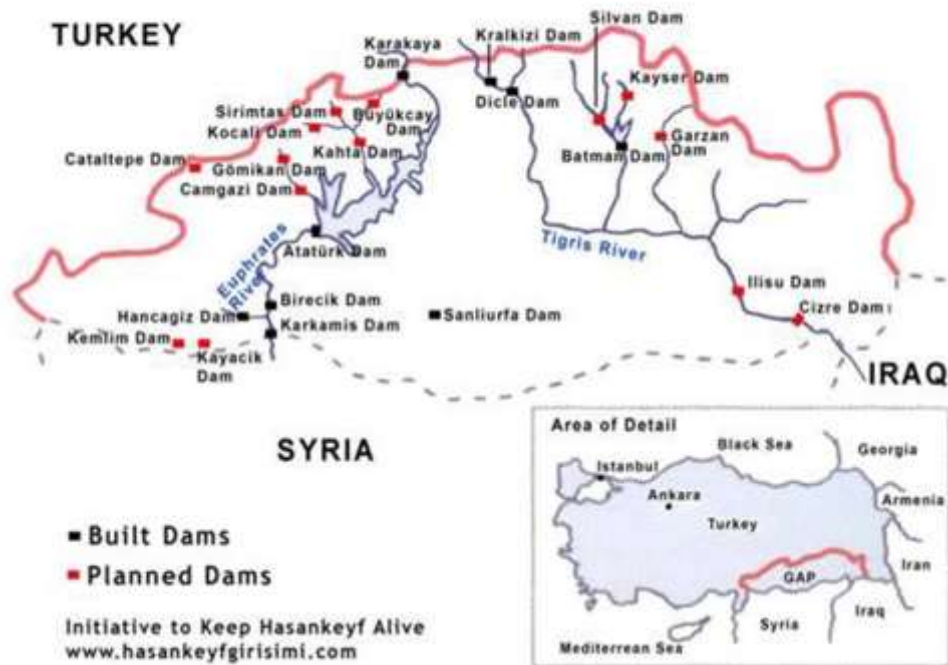 TURKEY
Silvan Dam
Kralkizi Dam
Karakaya
Dam
Kayser Dam
Sirimtas Dam
Büyükcay
Dam
Dicle Dam
Kocali Dam
Garzan
Dam
Kahta Dam
Batman Dam
Cataltepe Dam
Gömikan Dam
Camgazi Dam
Atatürk Dam
Tigris River
Euphrates
River
Ilisu Dam
Birecik Dam
Cizre Dam
Hancagiz Dam
Sanliurfa Dam
Karkamis Dam
Kemlim Dam
Kayacik
Dam
IRAQ
SYRIA
Area of Detail
Black Sea
Georgia
Istanbul
Ankara
Armenia
Turkey
Iran
GAP
Syria
Iraq
Mediterranean Sea
Built Dams
Planned Dams
Initiative to Keep Hasankeyf Alive
www.hasankeyfgirisimi.com